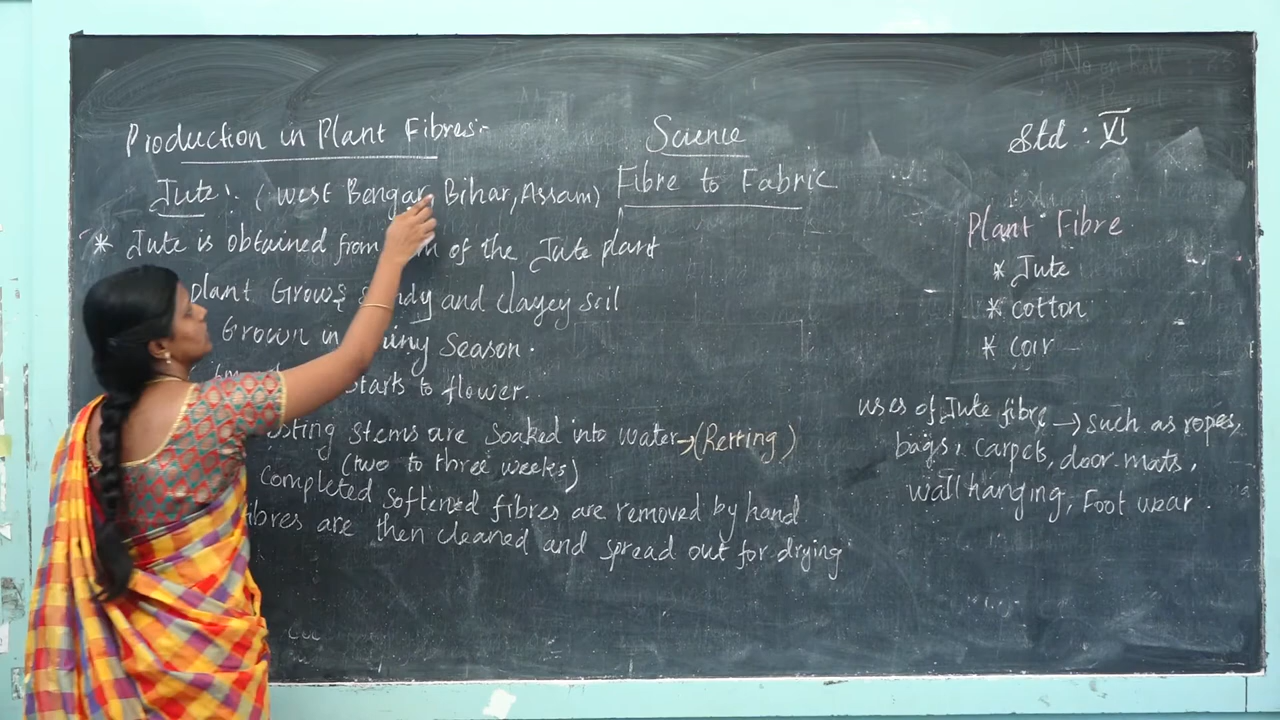 Production in Plant Fibres:-
Jute: (West Bengal, Bihar, Assam)
* Jute is obtained from of the Jute plant
plant Grows sandy and clayey soil
Grown in season.
starts to flower.
stems are soaked into water→(Retting)
(two to three weeks)
completed softened fibres are removed by hand
fibres are then cleaned and spread out for drying
Science
Fibre to Fabric
Std : VI
Plant Fibre
* Jute
* cotton
* coir
uses of Jute fibre → such as ropes,
bags, carpets, door mats,
wall hanging, Foot wear.